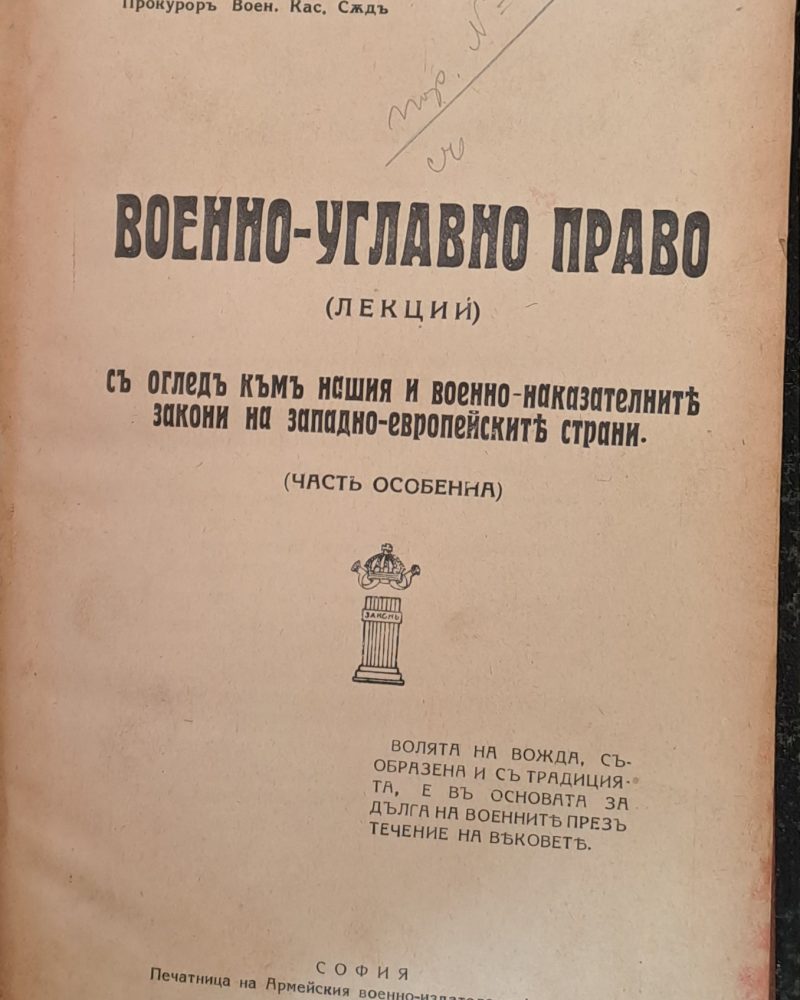 Прокуроръ Воен. Кас. Сѫдъ
ВОЕННО-УГЛАВНО ПРАВО
(ЛЕКЦИИ)
съ огледъ къмъ нашия и военно-наказателнитѣ
закони на западно-европейскитѣ страни.
(ЧАСТЬ ОСОБЕННА)
ЗАКОНЪ
ВОЛЯТА НА ВОЖДА, СЪ-
ОБРАЗЕНА И СЪ ТРАДИЦИЯ-
ТА, Е ВЪ ОСНОВАТА ЗА
ДЪЛГА НА ВОЕННИТѢ ПРЕЗЪ
ТЕЧЕНИЕ НА ВѢКОВЕТѢ.
СОФИЯ
Печатница на Армейския